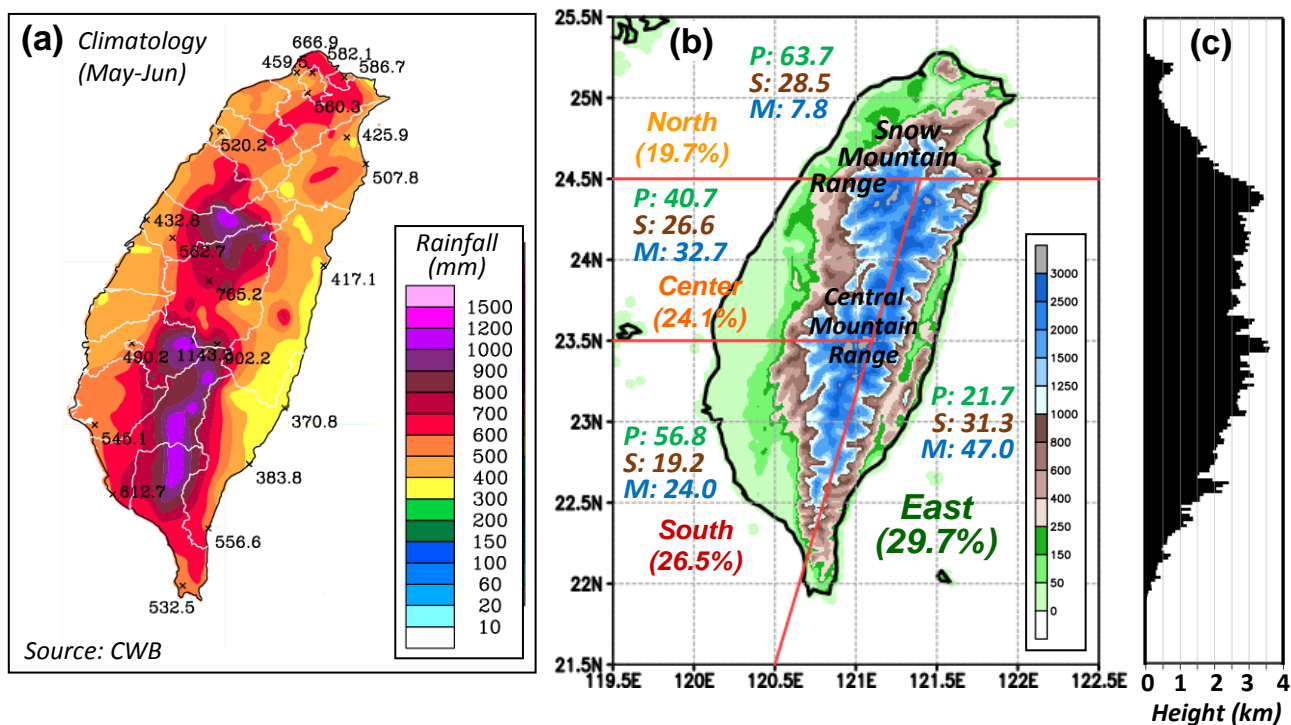 (a)
Climatology
(May-Jun)
666.9
582.1
459.5
586.7
560.3
425.9
520.2
507.8
432.8
562.7
417.1
765.2
490.2
902.2
370.8
545.1
383.8
612.7
556.6
532.5
Source: CWB
Rainfall
(mm)
1500
1200
1000
900
800
700
600
500
400
300
200
150
100
60
20
10
(b)
25.5N
25N
24.5N
24N
23.5N
23N
22.5N
22N
21.5N
119.5E
120E
120.5E
121E
121.5E
122E
122.5E
P: 63.7
S: 28.5
M: 7.8
North
(19.7%)
Snow
Mountain
Range
P: 40.7
S: 26.6
M: 32.7
Center
(24.1%)
Central
Mountain
Range
P: 21.7
S: 31.3
M: 47.0
P: 56.8
S: 19.2
M: 24.0
South
(26.5%)
East
(29.7%)
3000
2500
2000
1500
1250
1000
800
600
400
250
150
50
0
(c)
0 1 2 3 4
Height (km)